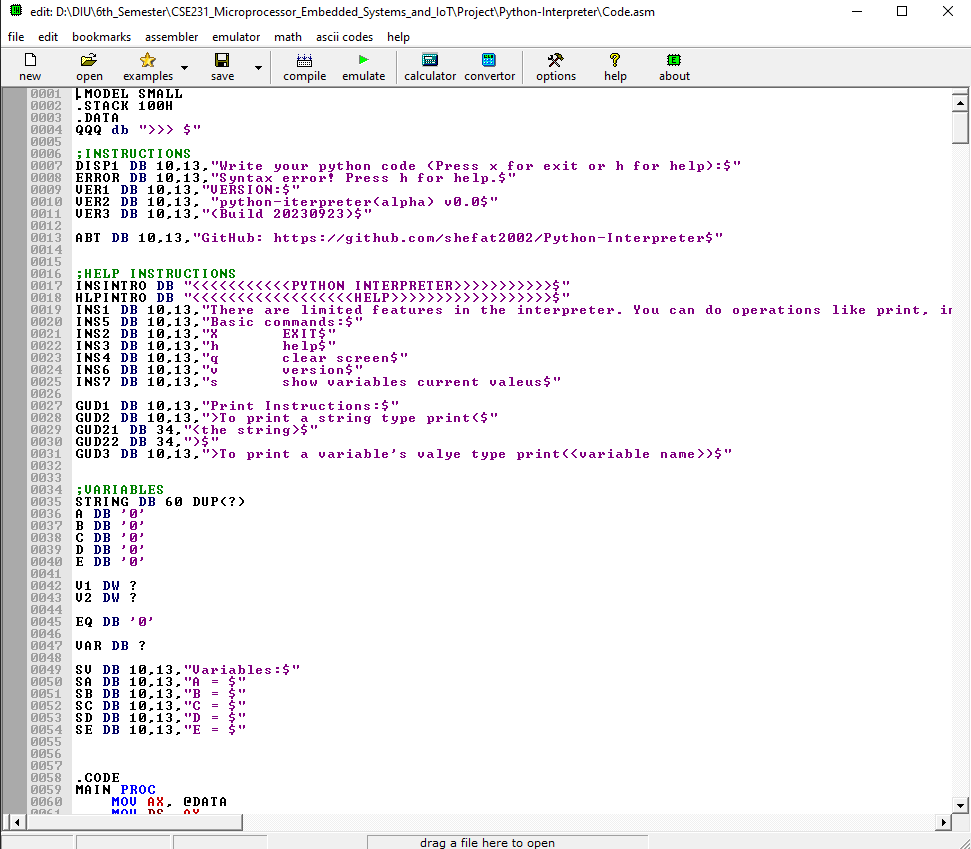 edit: D:\DIU\6th_Semester\CSE231_Microprocessor_Embedded_Systems_and_IoT\Project\Python-Interpreter\Code.asm
file edit bookmarks assembler emulator math ascii codes help
new open examples save compile emulate calculator convertor options help about
0001 .MODEL SMALL
0002 .STACK 100H
0003 .DATA
0004 QQQ db ">>> $"
0005
0006 ;INSTRUCTIONS
0007 DISP1 DB 10,13,"Write your python code (Press x for exit or h for help):$"
0008 ERROR DB 10,13,"Syntax error! Press h for help.$"
0009 VER1 DB 10,13,"VERSION:$"
0010 VER2 DB 10,13, "python-iterpreter(alpha) v0.0$"
0011 VER3 DB 10,13,"(Build 20230923)$"
0012
0013 ABT DB 10,13,"GitHub: https://github.com/shefat2002/Python-Interpreter$"
0014
0015
0016 ;HELP INSTRUCTIONS
0017 INSINTRO DB "<<<<<<<<<<<PYTHON INTERPRETER>>>>>>>>>>>$"
0018 HLPINTRO DB "<<<<<<<<<<<<<<<<<<HELP>>>>>>>>>>>>>>>>>>$"
0019 INS1 DB 10,13,"There are limited features in the interpreter. You can do operations like print, in
0020 INS5 DB 10,13,"Basic commands:$"
0021 INS2 DB 10,13,"X       EXIT$"
0022 INS3 DB 10,13,"h       help$"
0023 INS4 DB 10,13,"q       clear screen$"
0024 INS6 DB 10,13,"v       version$"
0025 INS7 DB 10,13,"s       show variables current valeus$"
0026
0027 GUD1 DB 10,13,"Print Instructions:$"
0028 GUD2 DB 10,13,">To print a string type print($"
0029 GUD21 DB 34,"<the string>$"
0030 GUD22 DB 34,")$"
0031 GUD3 DB 10,13,">To print a variable's valye type print(<variable name>)$"
0032
0033
0034 ;VARIABLES
0035 STRING DB 60 DUP(?)
0036 A DB '0'
0037 B DB '0'
0038 C DB '0'
0039 D DB '0'
0040 E DB '0'
0041
0042 V1 DW ?
0043 V2 DW ?
0044
0045 EQ DB '0'
0046
0047 VAR DB ?
0048
0049 SV DB 10,13,"Variables:$"
0050 SA DB 10,13,"A = $"
0051 SB DB 10,13,"B = $"
0052 SC DB 10,13,"C = $"
0053 SD DB 10,13,"D = $"
0054 SE DB 10,13,"E = $"
0055
0056
0057
0058 .CODE
0059 MAIN PROC
0060     MOV AX, @DATA
0061     MOV DS, AX
drag a file here to open